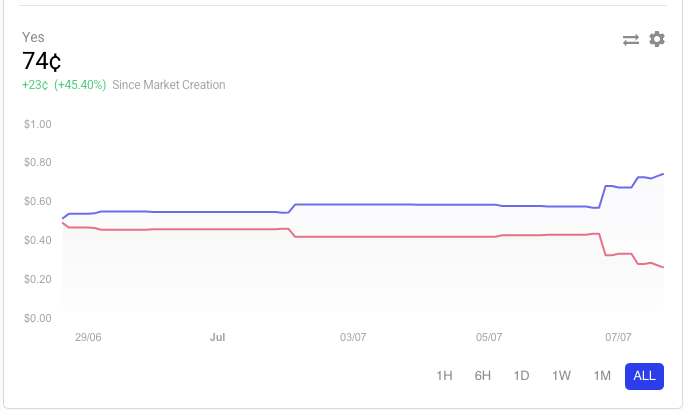 Yes
74¢
+23¢ (+45.40%) Since Market Creation
$1.00
$0.80
$0.60
$0.40
$0.20
$0.00
29/06 Jul 03/07 05/07 07/07
1H 6H 1D 1W 1M ALL